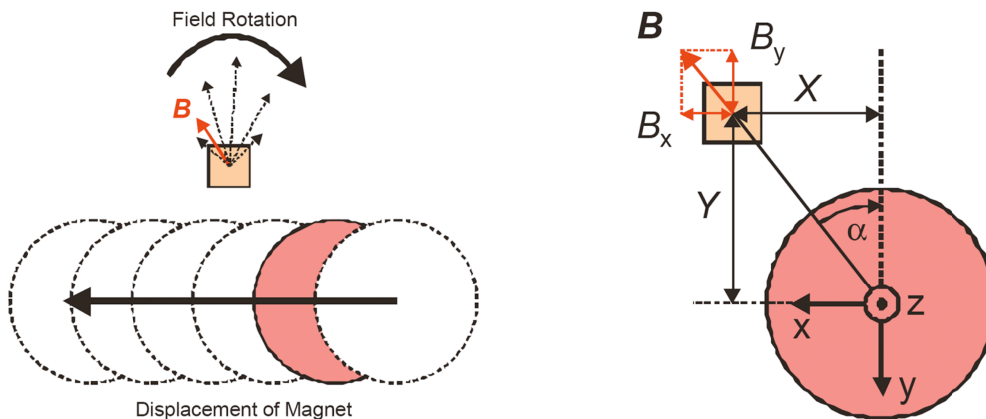 Field Rotation
B
Displacement of Magnet
B
By
X
Bx
Y
α
z
x
y